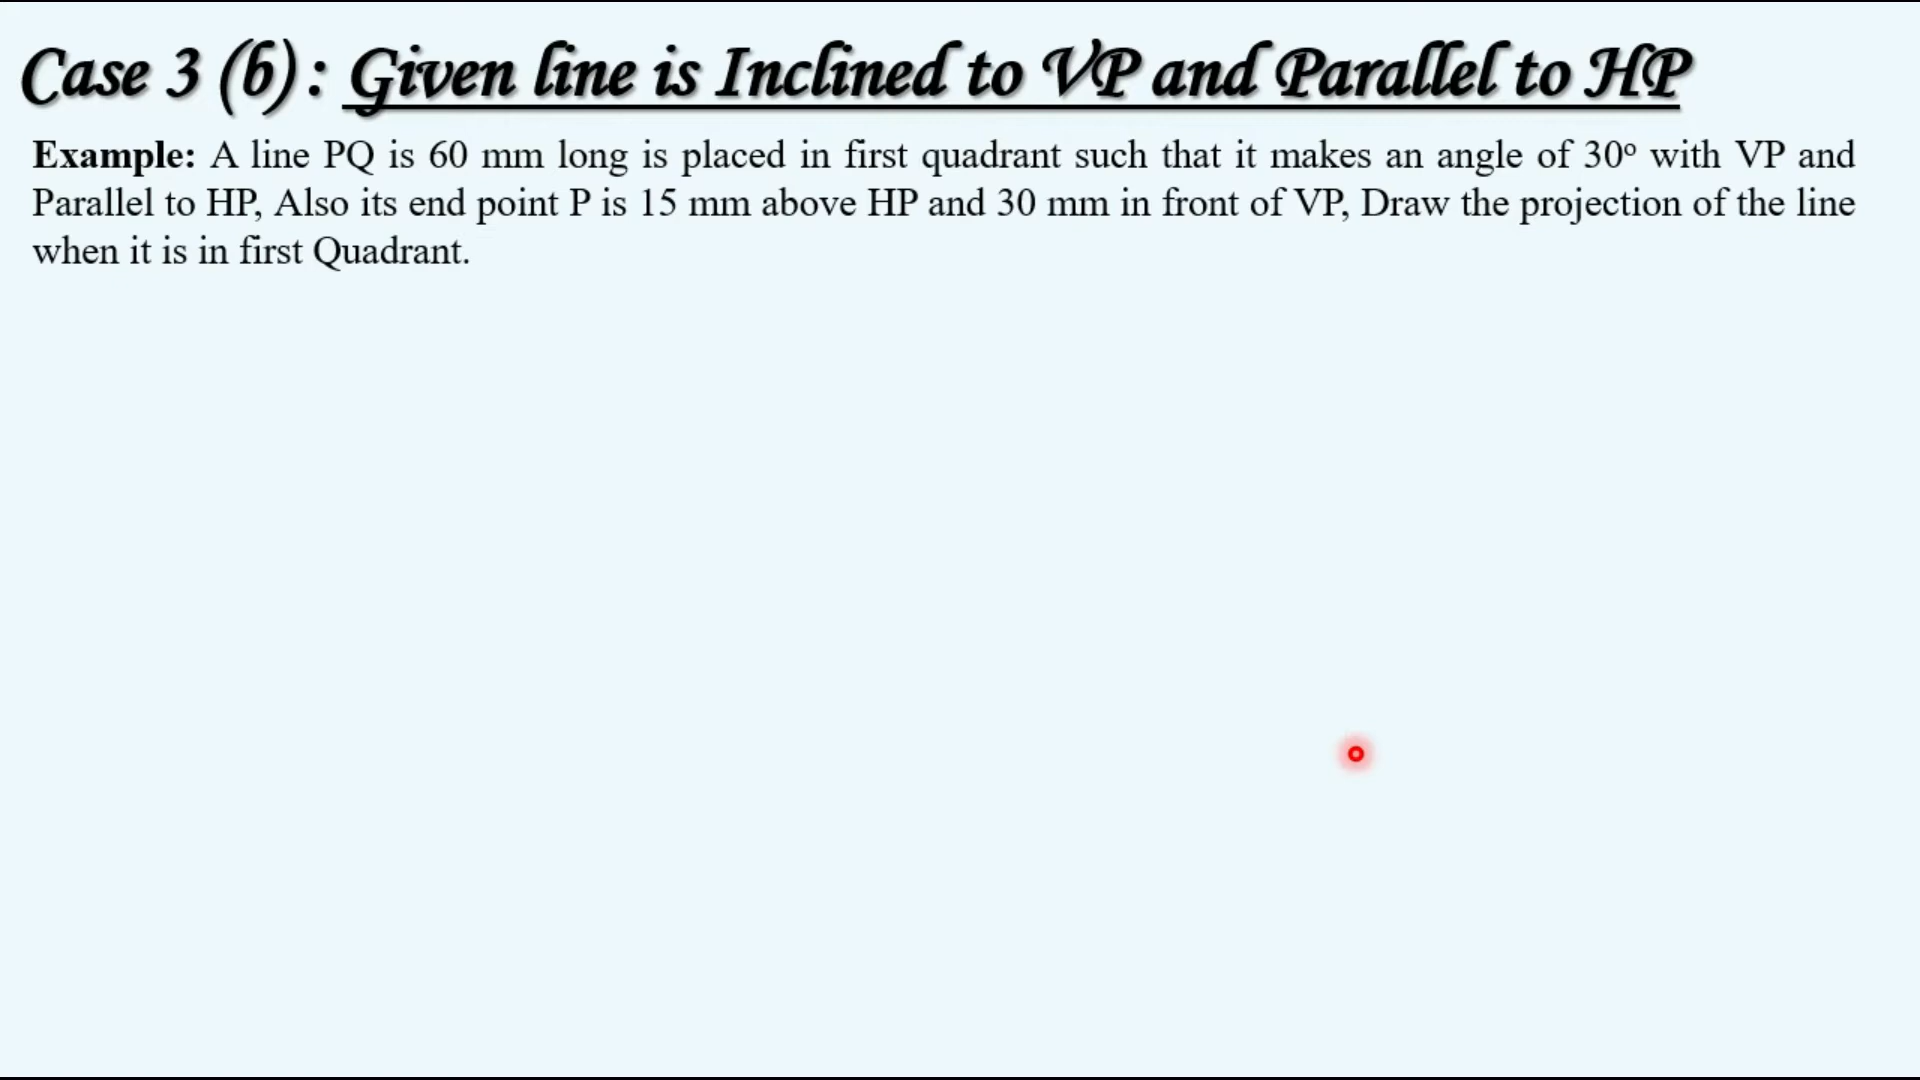 Case 3 (b) : Given line is Inclined to VP and Parallel to HP
Example: A line PQ is 60 mm long is placed in first quadrant such that it makes an angle of 30º with VP and
Parallel to HP, Also its end point P is 15 mm above HP and 30 mm in front of VP, Draw the projection of the line
when it is in first Quadrant.